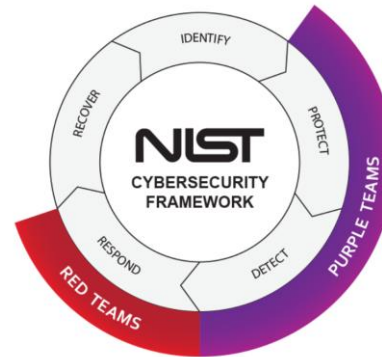 IDENTIFY
PROTECT
DETECT
RESPOND
RECOVER
NIST
CYBERSECURITY
FRAMEWORK
PURPLE TEAMS
RED TEAMS